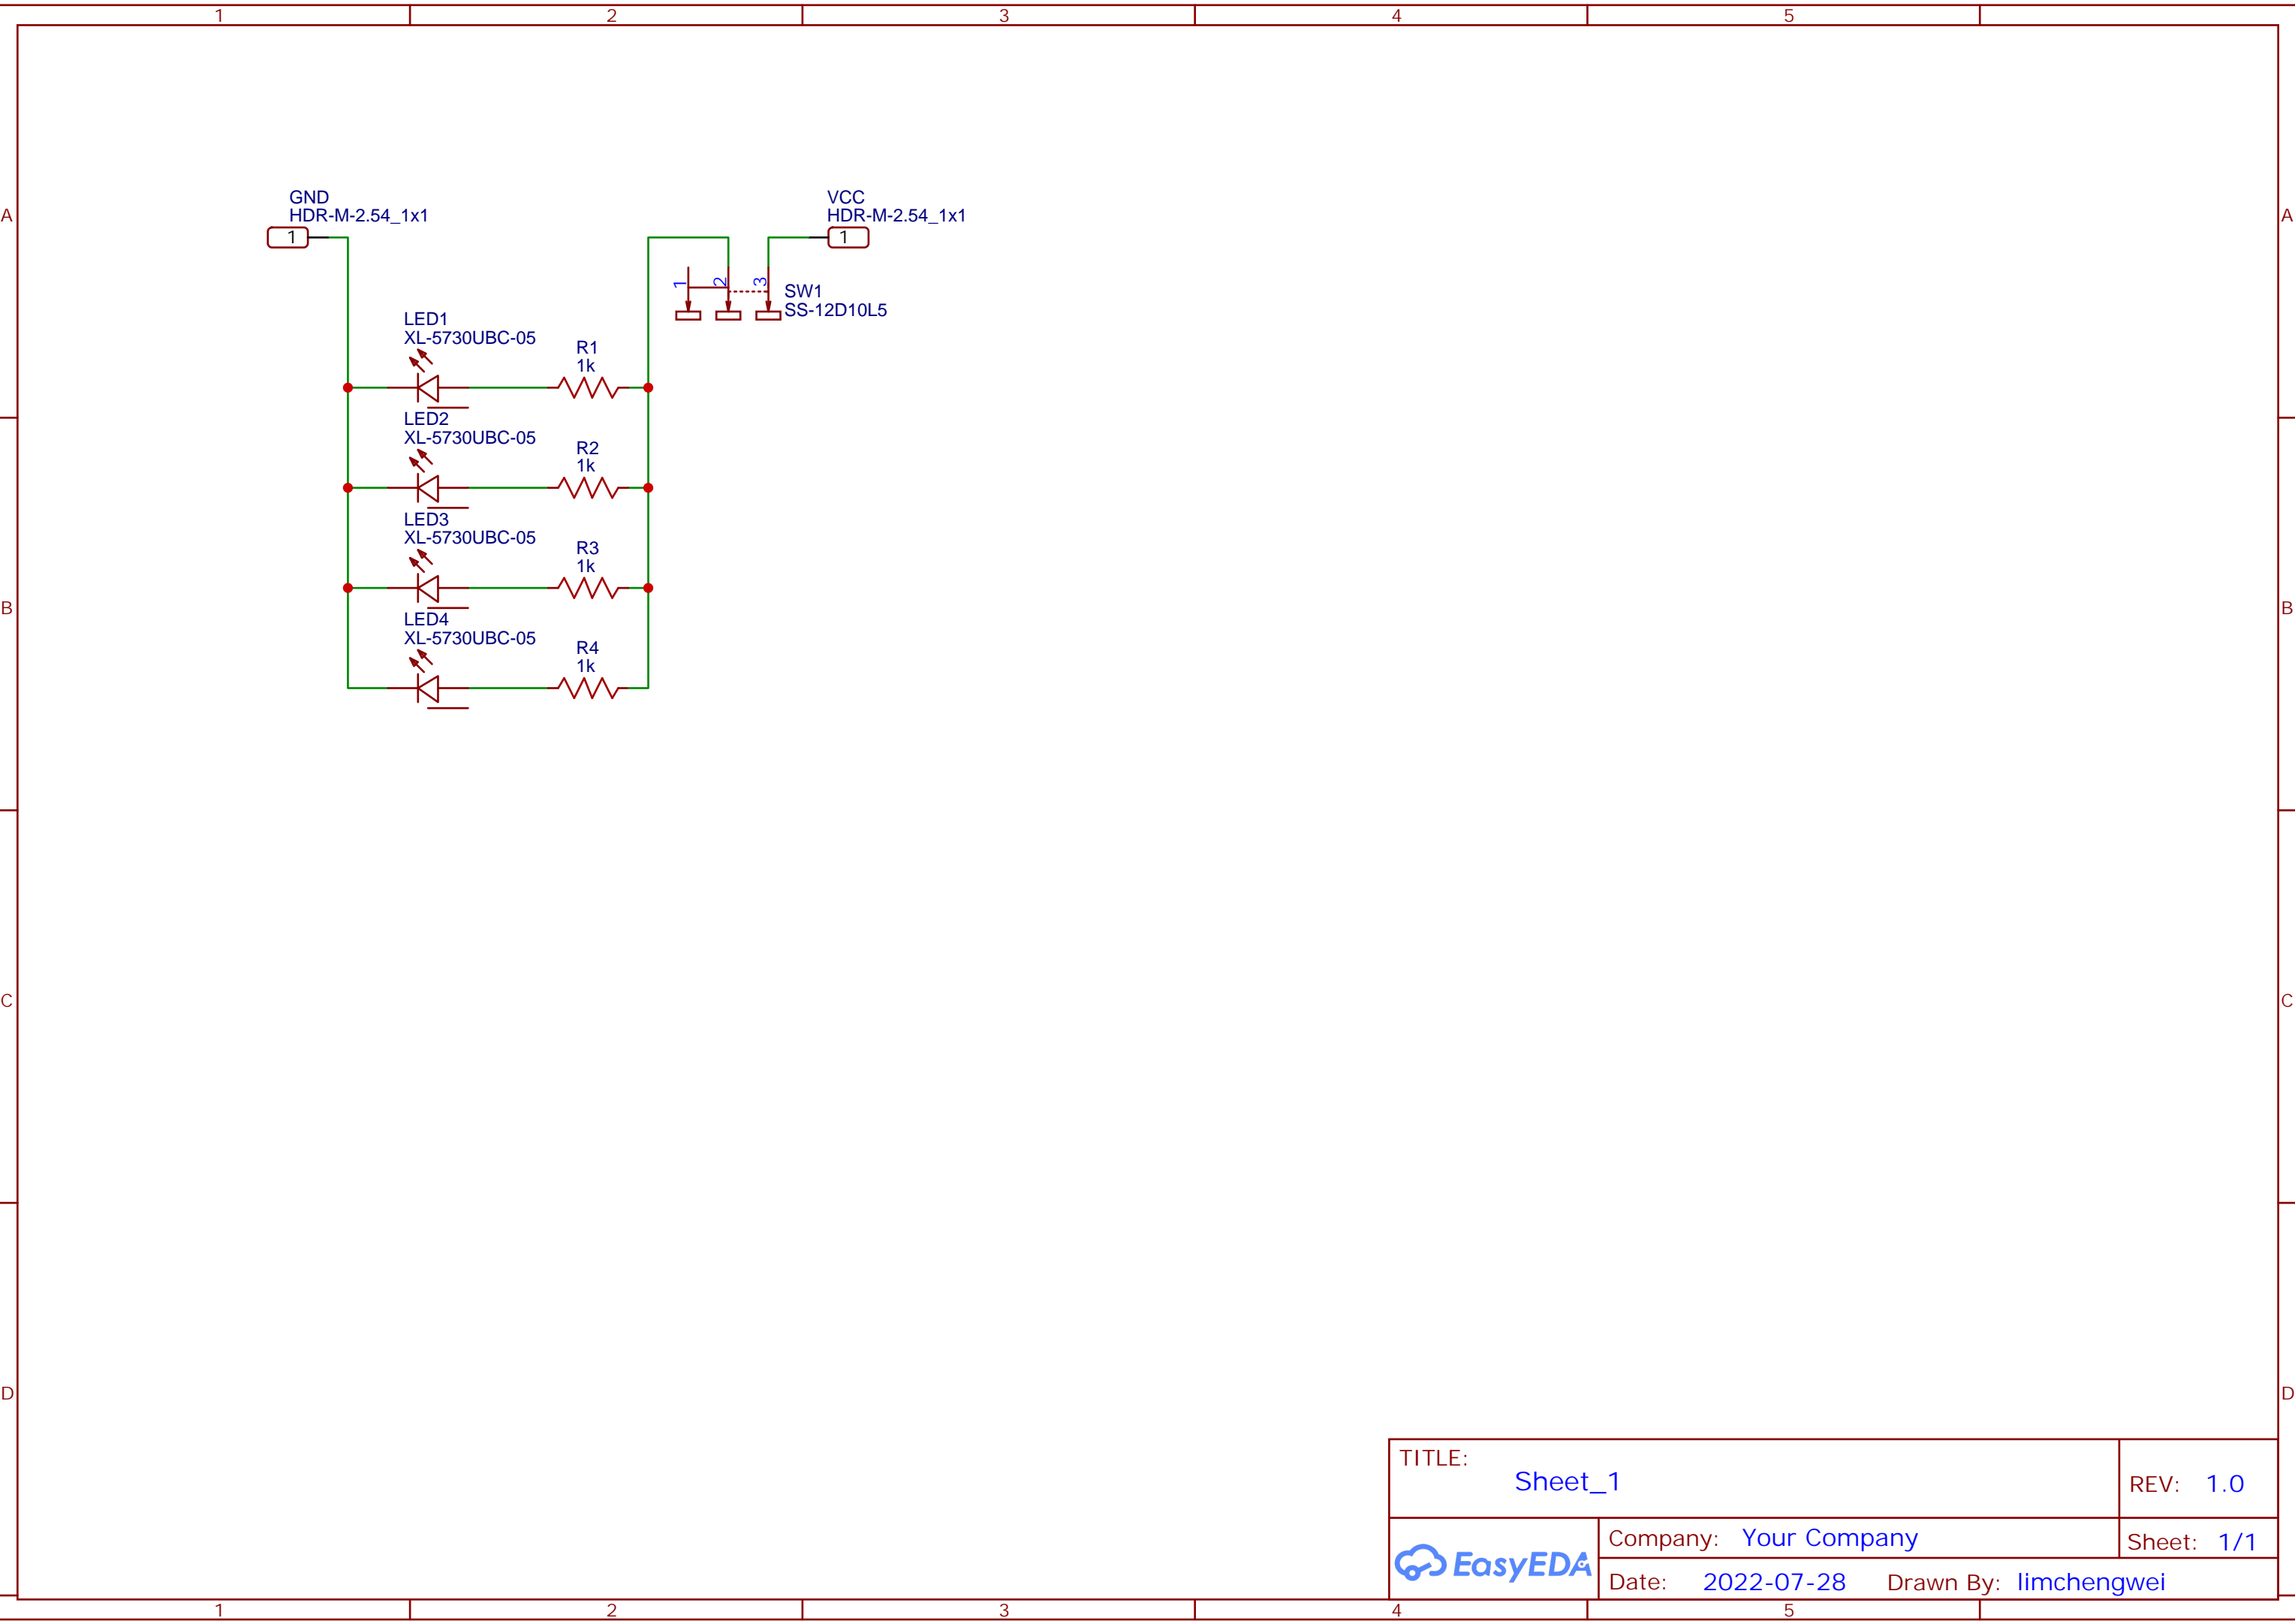 1 2 3 4 5
A A
GND
HDR-M-2.54_1x1
1
VCC
HDR-M-2.54_1x1
1
1 2 3
SW1
SS-12D10L5
LED1
XL-5730UBC-05
R1
1k
LED2
XL-5730UBC-05
R2
1k
LED3
XL-5730UBC-05
R3
1k
B B
LED4
XL-5730UBC-05
R4
1k
C C
D D
TITLE:
Sheet_1
REV: 1.0
EasyEDA
Company: Your Company
Sheet: 1/1
Date: 2022-07-28 Drawn By: limchengwei
1 2 3 4 5